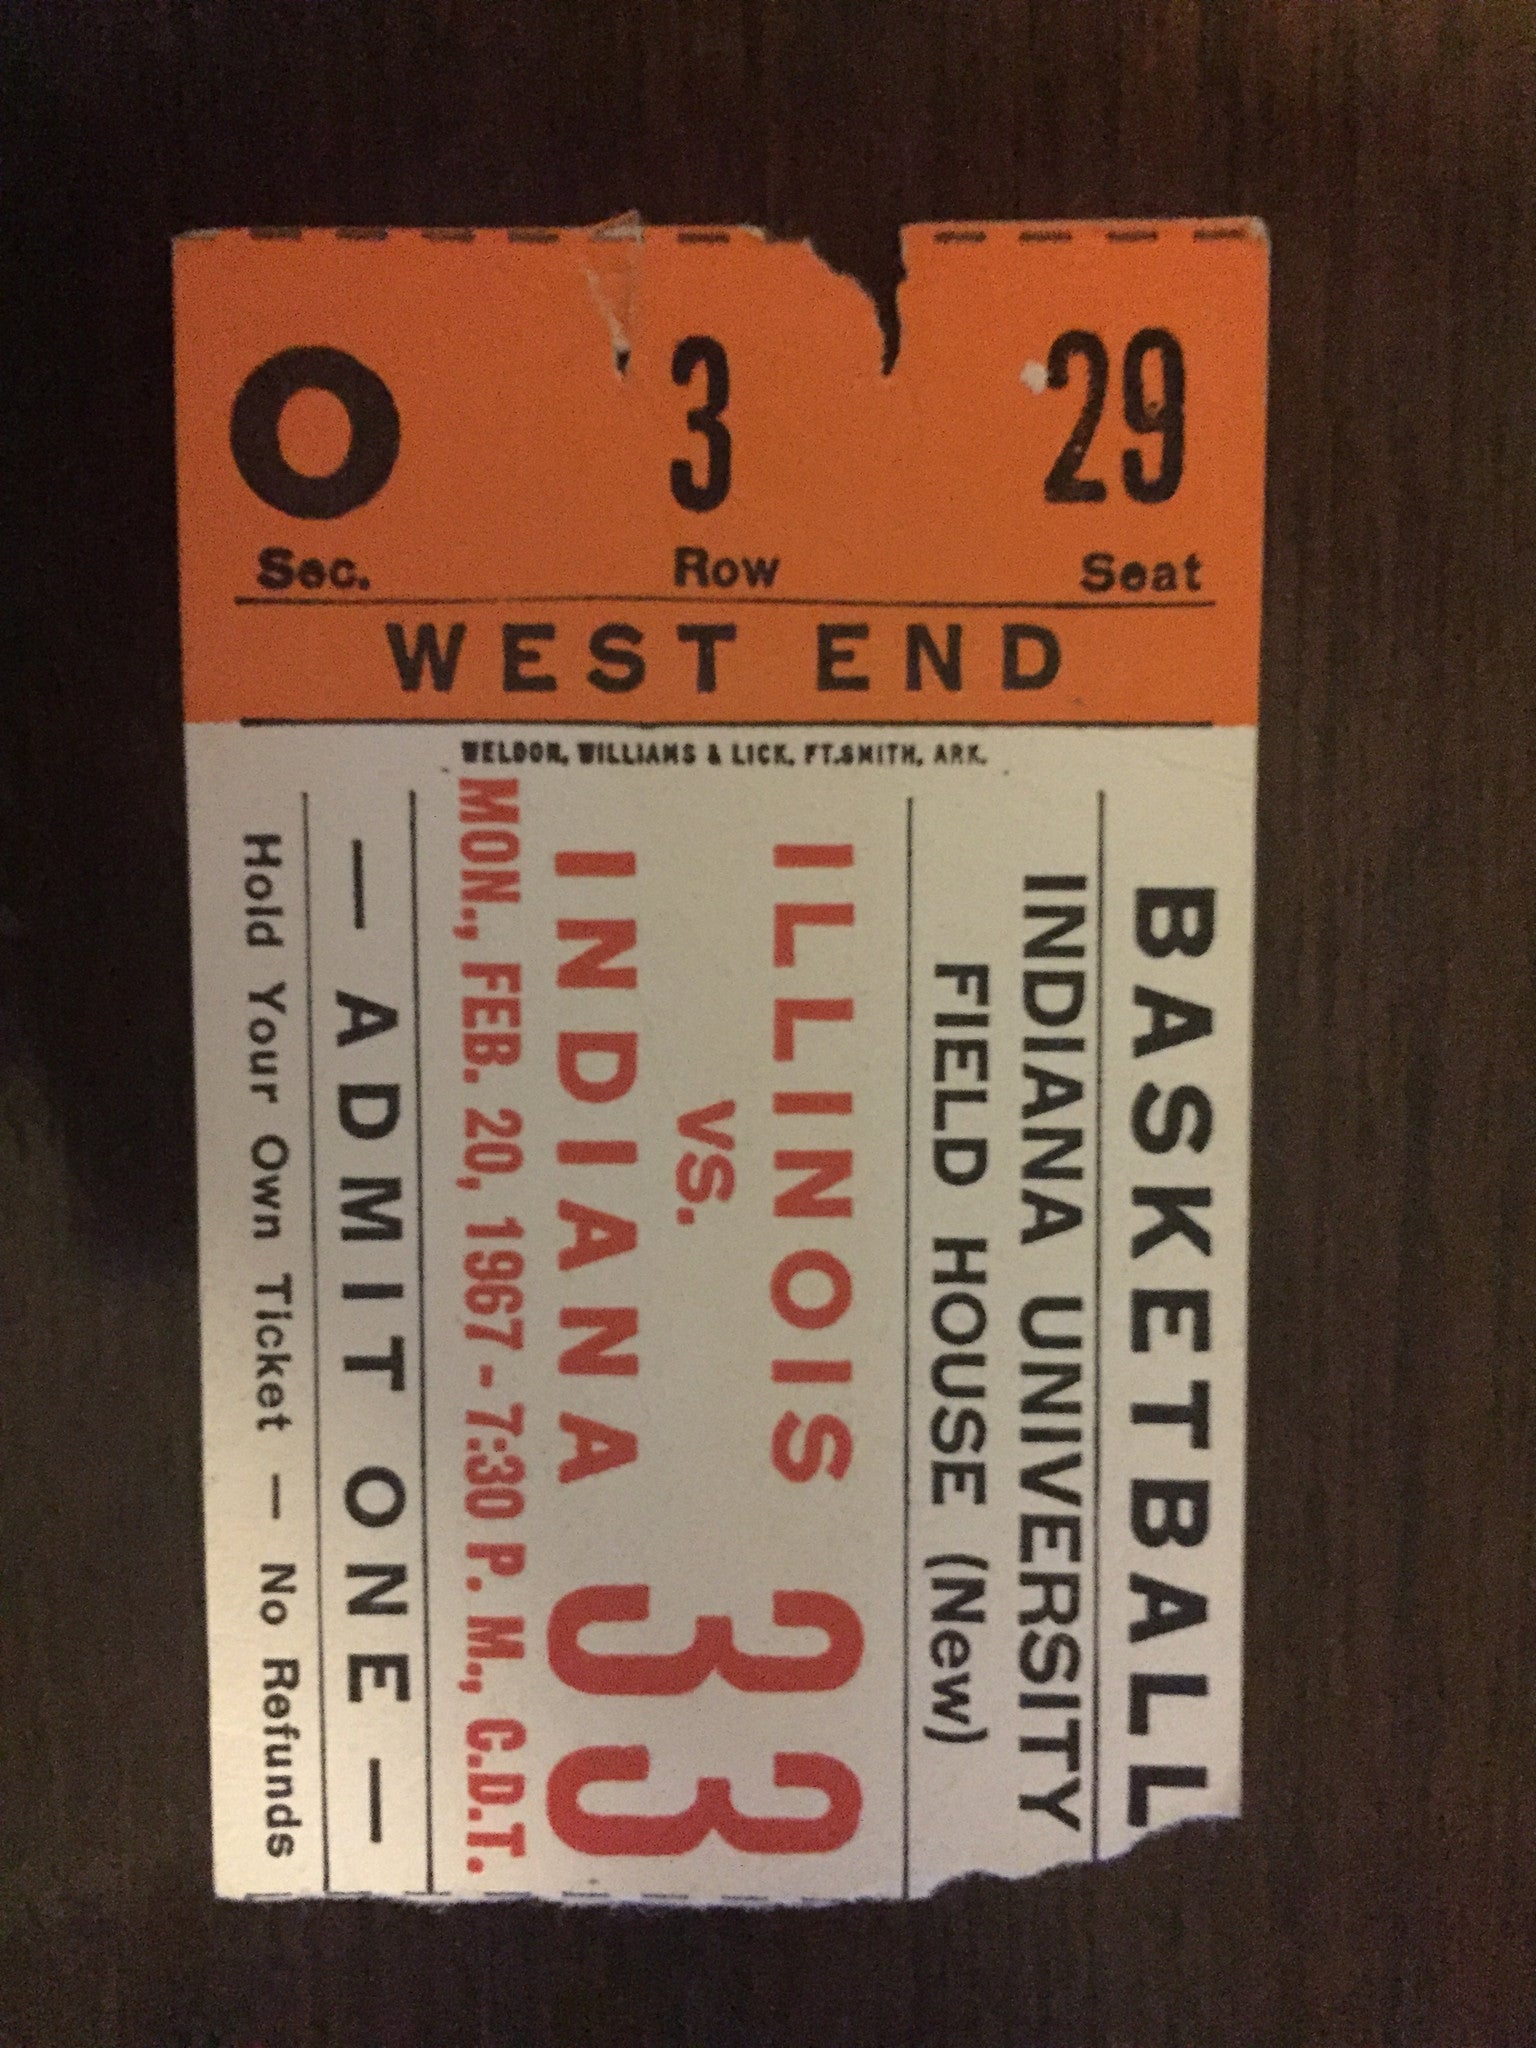 O 3 29
Sec. Row Seat
WEST END
WELDON, WILLIAMS & LICK, FT.SMITH, ARK.
BASKETBALL
INDIANA UNIVERSITY
FIELD HOUSE (New)
ILLINOIS
VS.
INDIANA
33
MON., FEB. 20, 1967 - 7:30 P. M., C.D.T.
— ADMIT ONE —
Hold Your Own Ticket — No Refunds